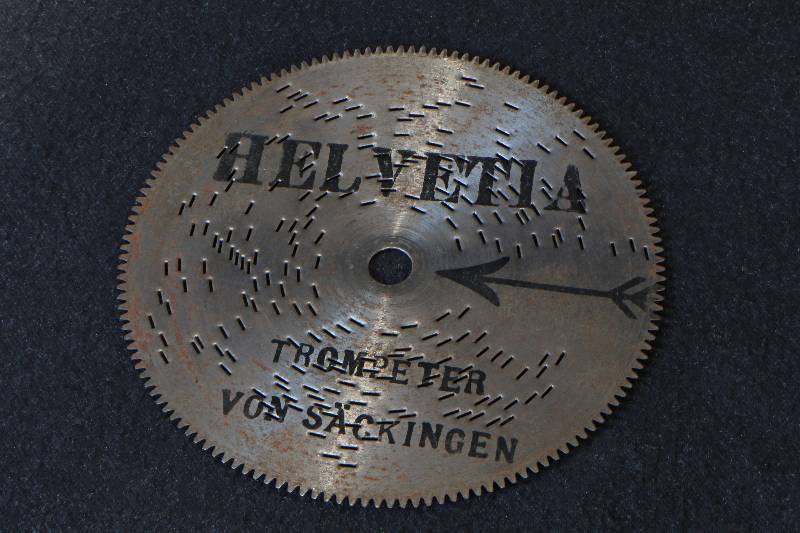 HELVETIA
TROMPETER
VON SÄCKINGEN